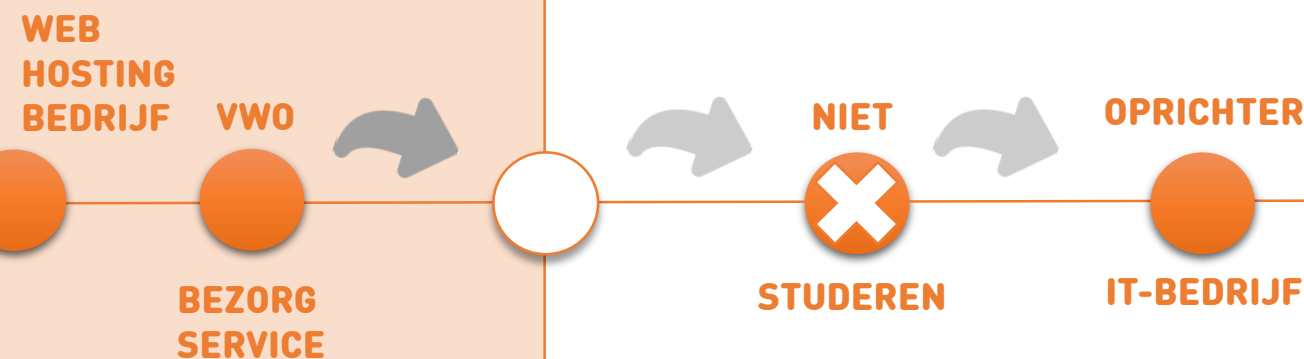 WEB
HOSTING
BEDRIJF
VWO
BEZORG
SERVICE
NIET
STUDEREN
OPRICHTER
IT-BEDRIJF